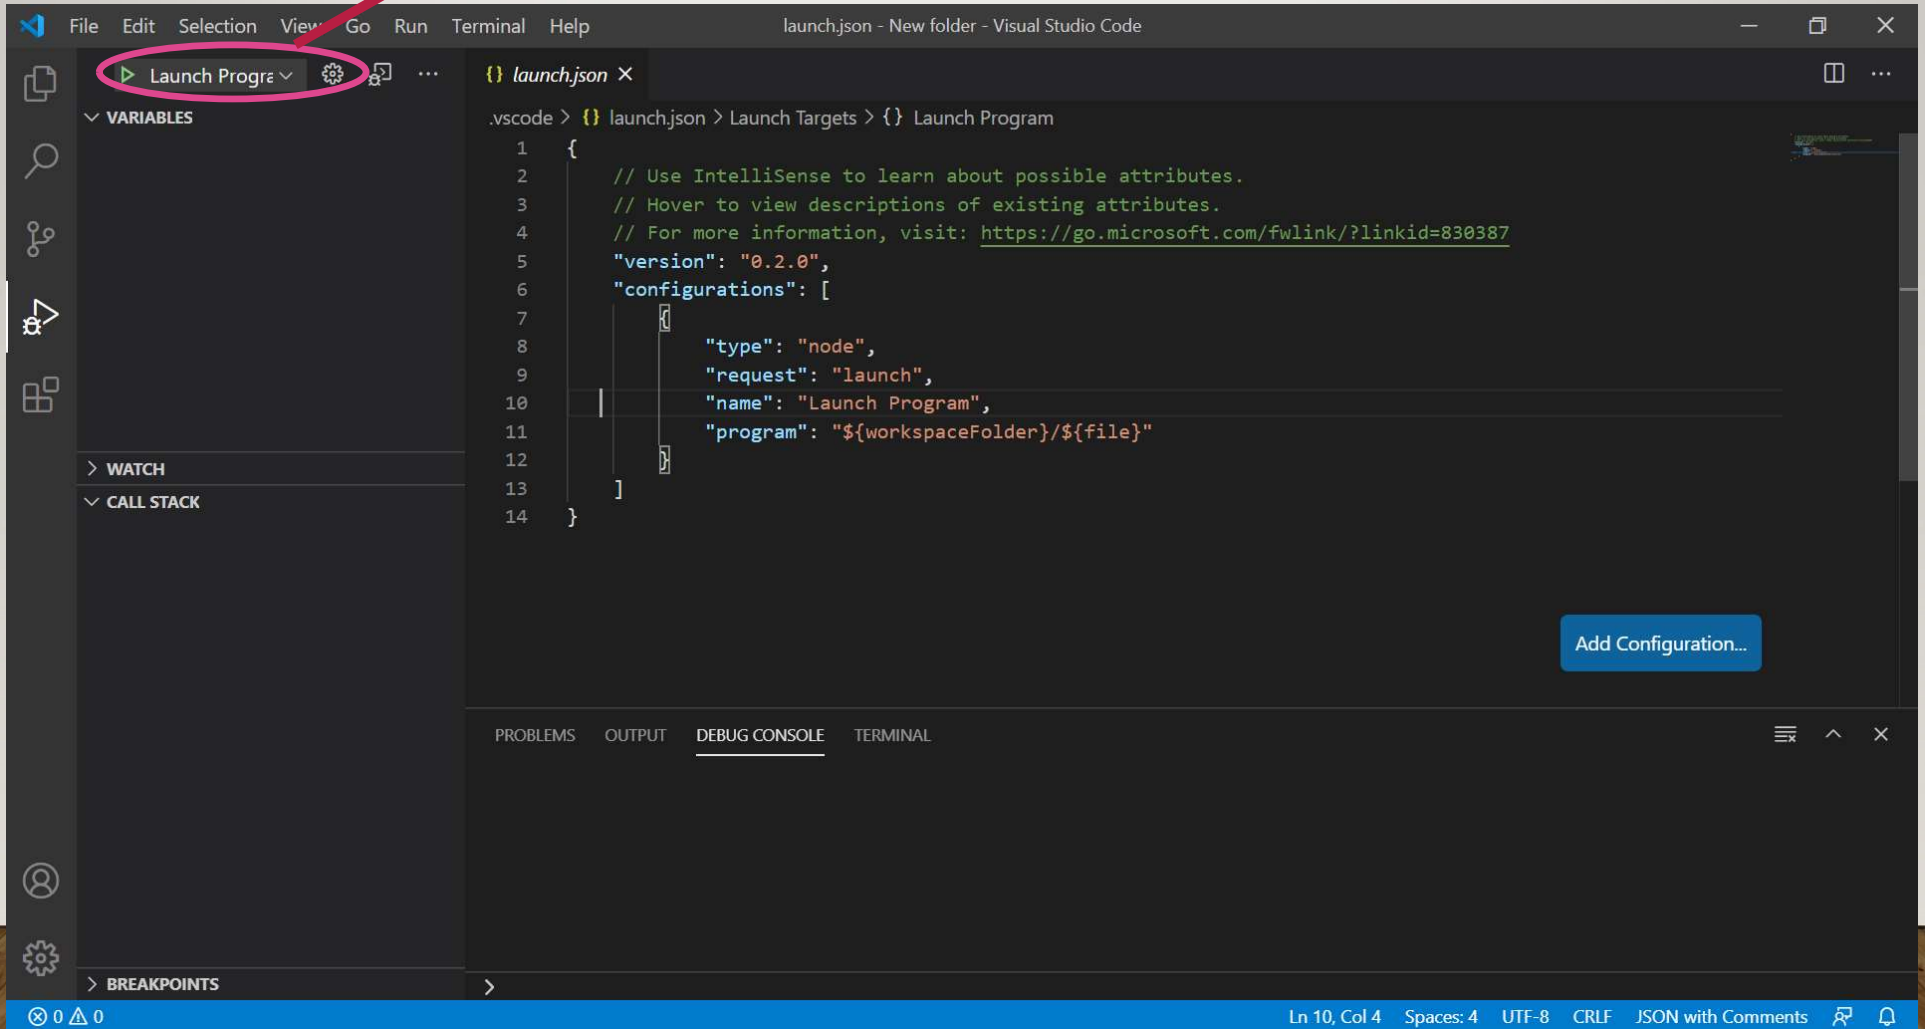 File Edit Selection View Go Run Terminal Help
launch.json - New folder - Visual Studio Code
Launch Progra
VARIABLES
WATCH
CALL STACK
BREAKPOINTS
{} launch.json
.vscode > {} launch.json > Launch Targets > {} Launch Program
1 {
2 // Use IntelliSense to learn about possible attributes.
3 // Hover to view descriptions of existing attributes.
4 // For more information, visit: https://go.microsoft.com/fwlink/?linkid=830387
5 "version": "0.2.0",
6 "configurations": [
7 {
8 "type": "node",
9 "request": "launch",
10 "name": "Launch Program",
11 "program": "${workspaceFolder}/${file}"
12 }
13 ]
14 }
Add Configuration...
PROBLEMS OUTPUT DEBUG CONSOLE TERMINAL
>
0 0
Ln 10, Col 4 Spaces: 4 UTF-8 CRLF JSON with Comments